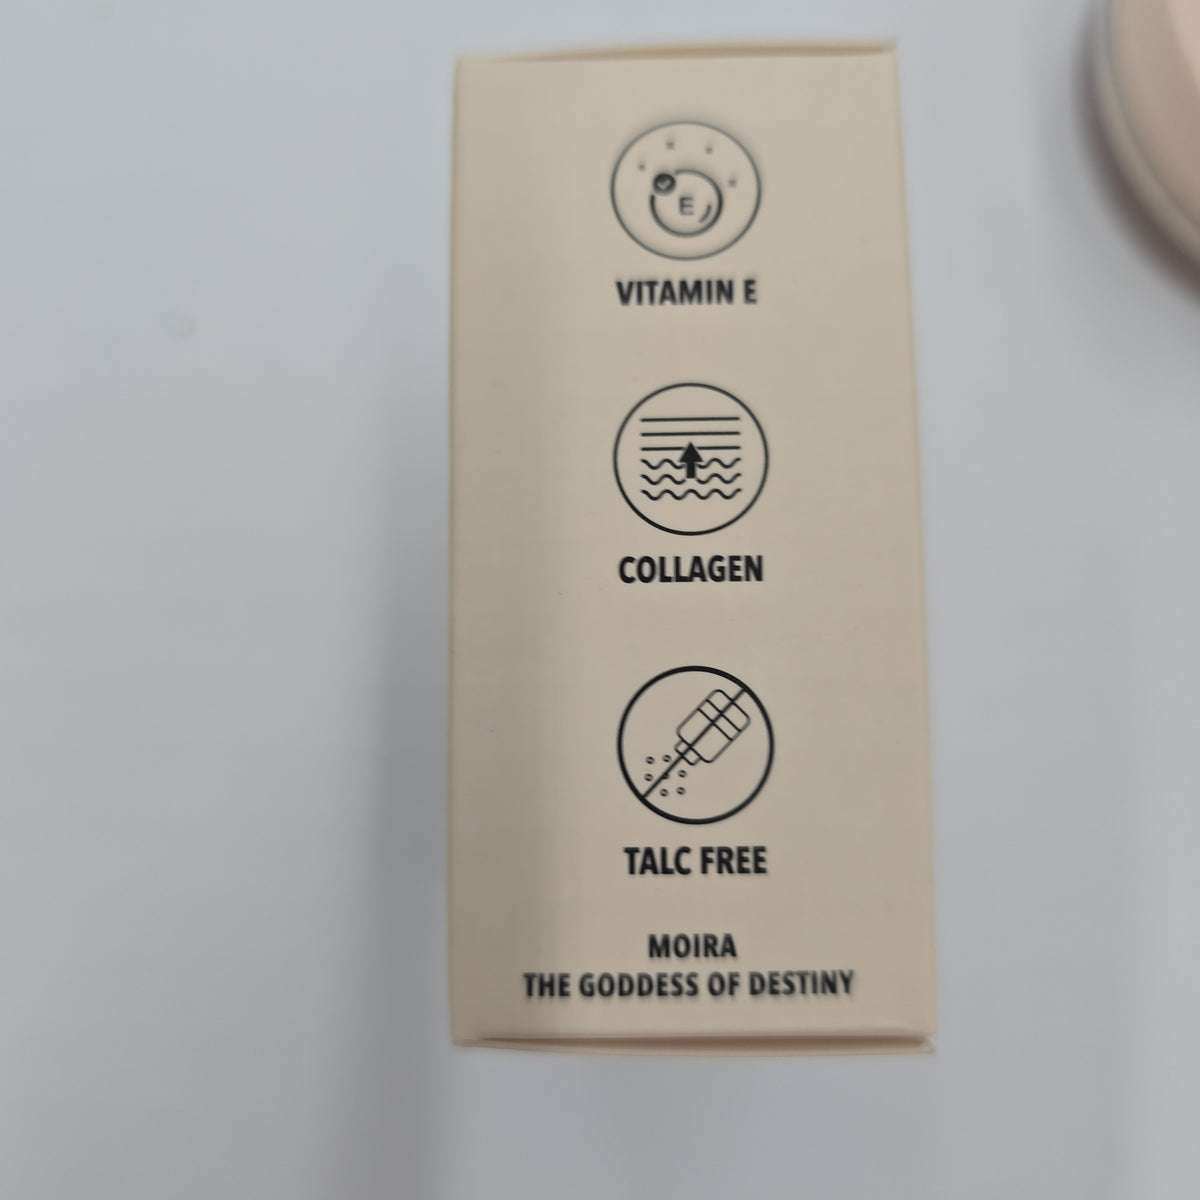 E
VITAMIN E
COLLAGEN
TALC FREE
MOIRA
THE GODDESS OF DESTINY